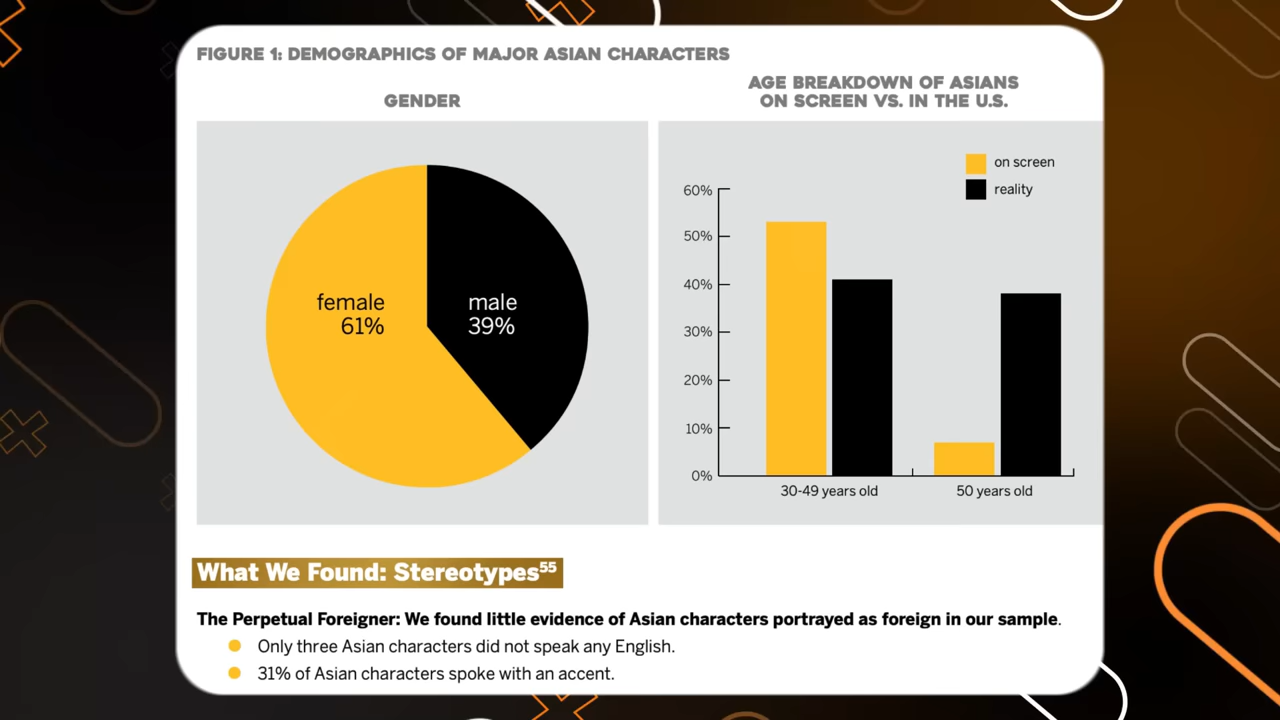 FIGURE 1: DEMOGRAPHICS OF MAJOR ASIAN CHARACTERS
GENDER
female
61%
male
39%
AGE BREAKDOWN OF ASIANS
ON SCREEN VS. IN THE U.S.
on screen
reality
60%
50%
40%
30%
20%
10%
0%
30-49 years old
50 years old
What We Found: Stereotypes⁵⁵
The Perpetual Foreigner: We found little evidence of Asian characters portrayed as foreign in our sample.
Only three Asian characters did not speak any English.
31% of Asian characters spoke with an accent.